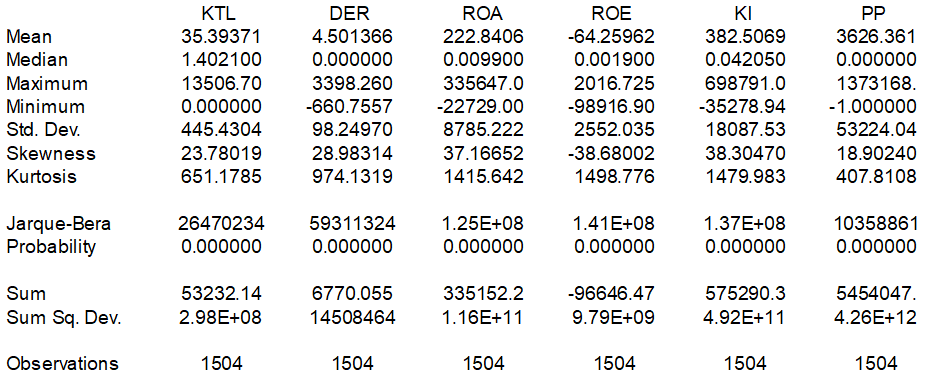 KTL DER ROA ROE KI PP
Mean 35.39371 4.501366 222.8406 -64.25962 382.5069 3626.361
Median 1.402100 0.000000 0.009900 0.001900 0.042050 0.000000
Maximum 13506.70 3398.260 335647.0 2016.725 698791.0 1373168.
Minimum 0.000000 -660.7557 -22729.00 -98916.90 -35278.94 -1.000000
Std. Dev. 445.4304 98.24970 8785.222 2552.035 18087.53 53224.04
Skewness 23.78019 28.98314 37.16652 -38.68002 38.30470 18.90240
Kurtosis 651.1785 974.1319 1415.642 1498.776 1479.983 407.8108
Jarque-Bera 26470234 59311324 1.25E+08 1.41E+08 1.37E+08 10358861
Probability 0.000000 0.000000 0.000000 0.000000 0.000000 0.000000
Sum 53232.14 6770.055 335152.2 -96646.47 575290.3 5454047.
Sum Sq. Dev. 2.98E+08 14508464 1.16E+11 9.79E+09 4.92E+11 4.26E+12
Observations 1504 1504 1504 1504 1504 1504